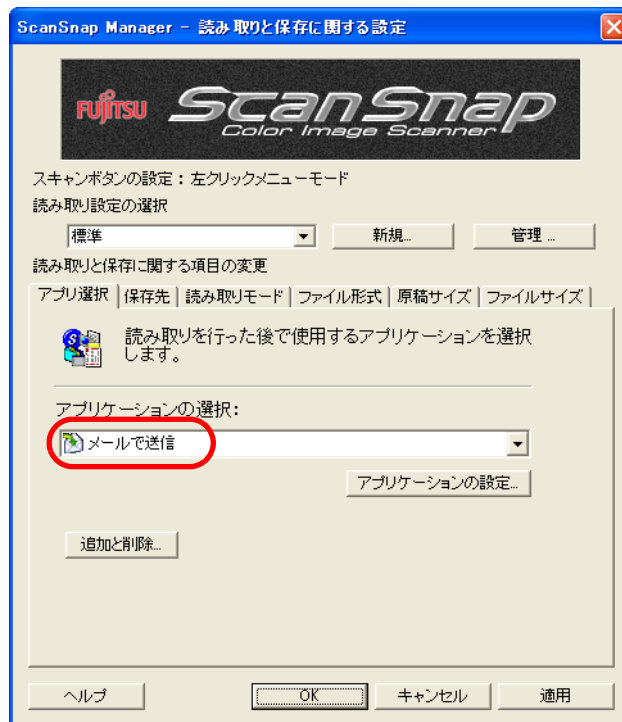 ScanSnap Manager - 読み取りと保存に関する設定
FUJITSU ScanSnap
Color Image Scanner
スキャンボタンの設定：左クリックメニューモード
読み取り設定の選択
標準 新規... 管理 ...
読み取りと保存に関する項目の変更
アプリ選択 保存先 読み取りモード ファイル形式 原稿サイズ ファイルサイズ
読み取りを行った後で使用するアプリケーションを選択
します。
アプリケーションの選択：
メールで送信
アプリケーションの設定...
追加と削除...
ヘルプ OK キャンセル 適用